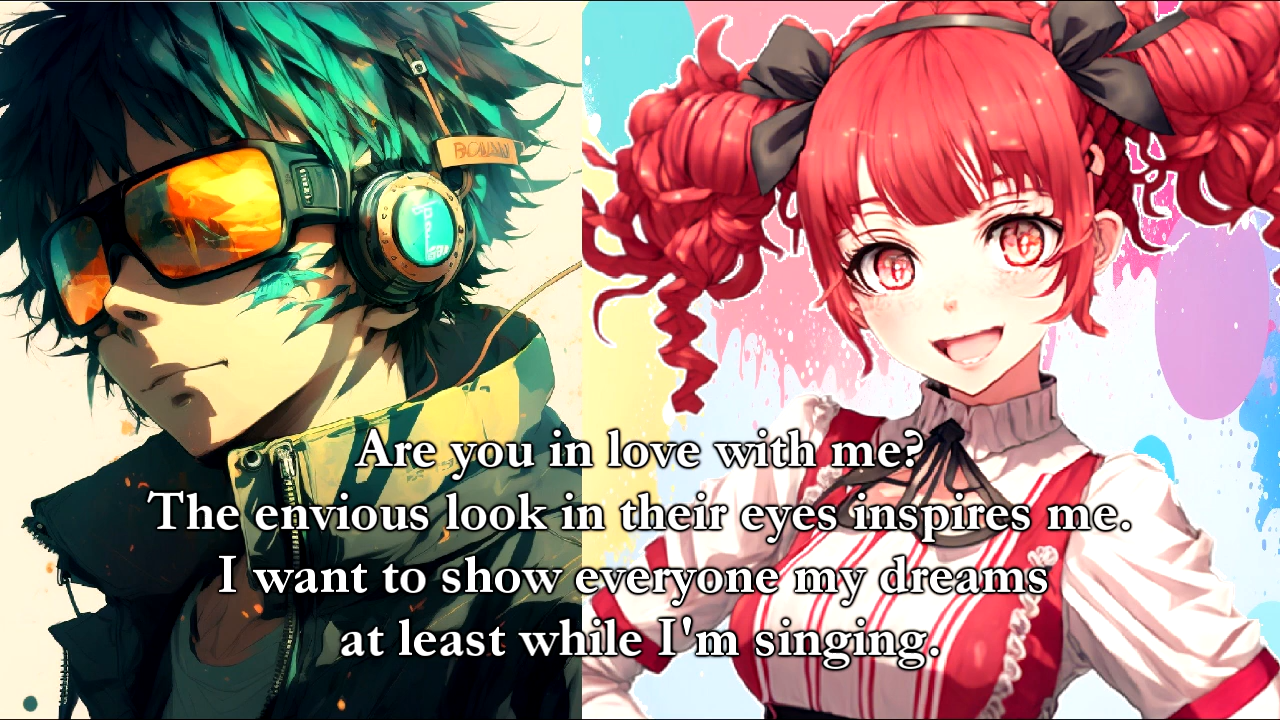 Are you in love with me?
The envious look in their eyes inspires me.
I want to show everyone my dreams
at least while I'm singing.